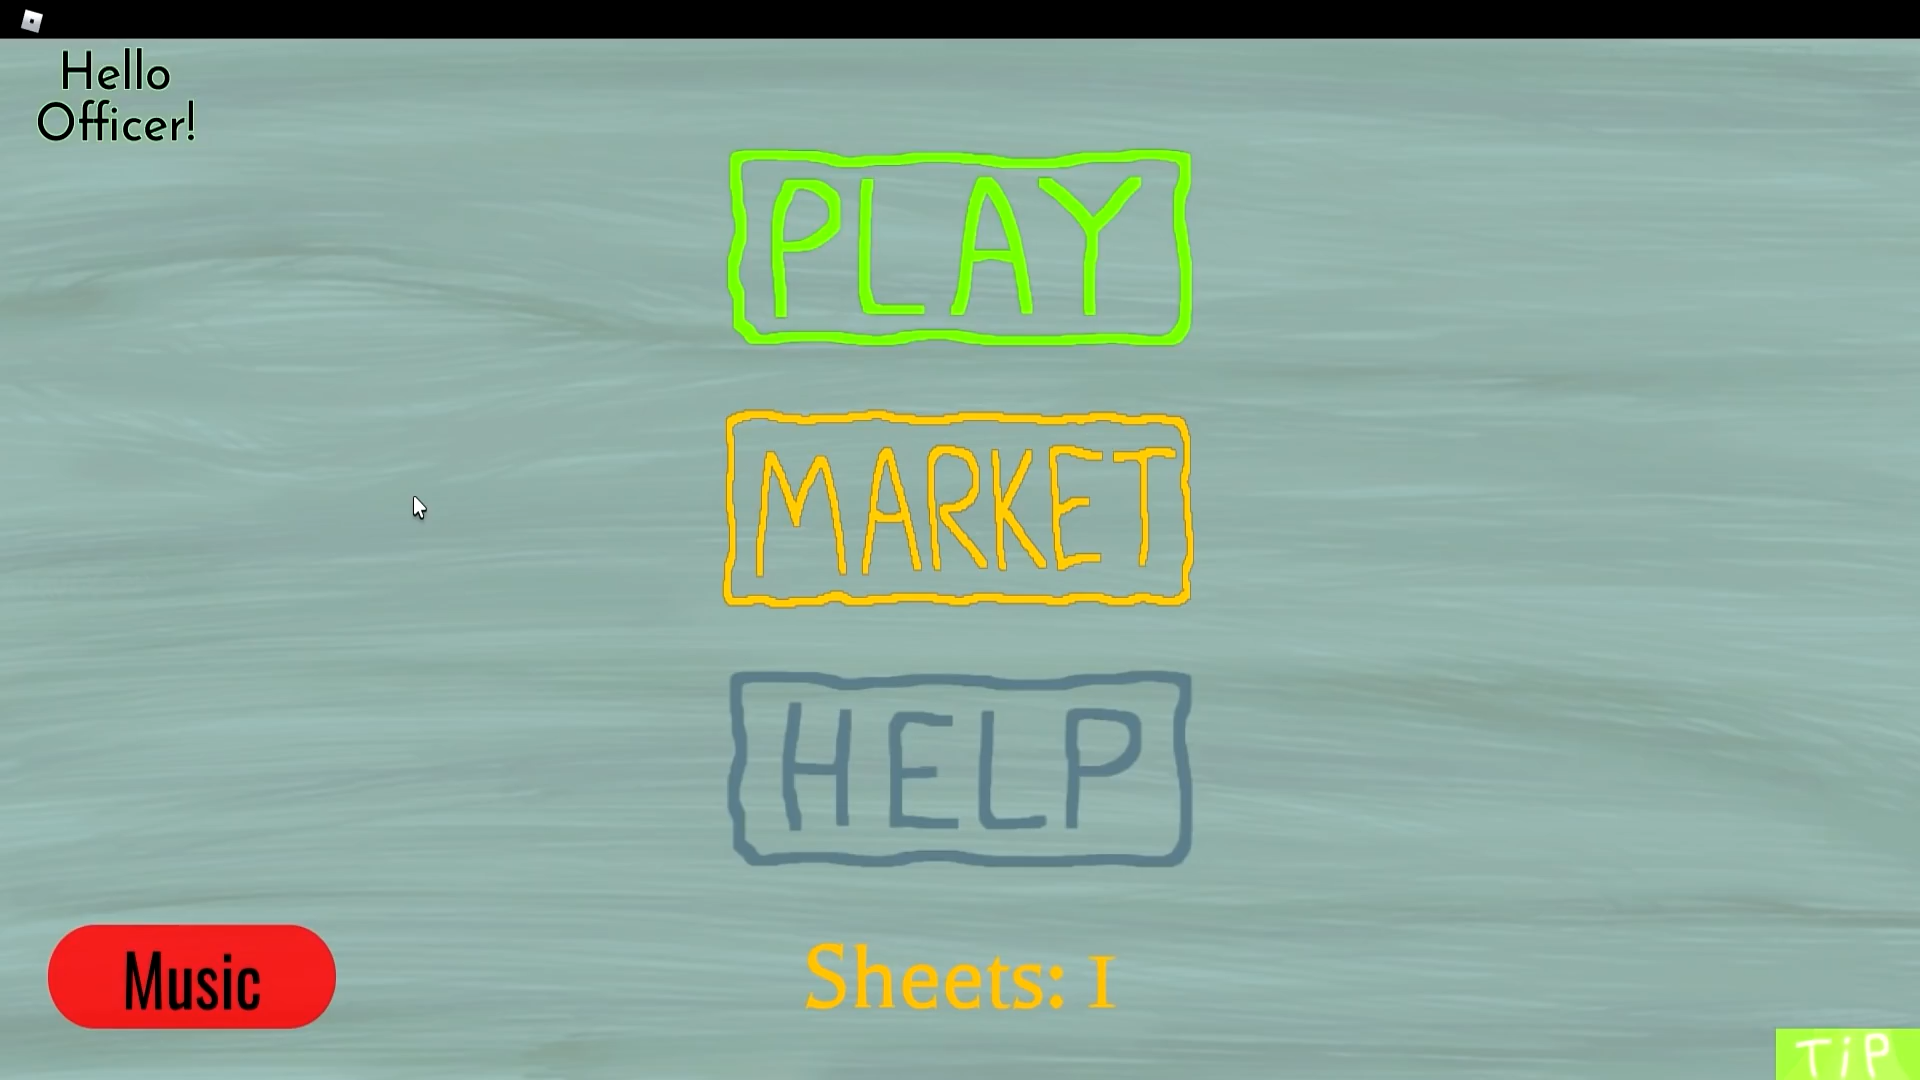 Hello
Officer!
PLAY
MARKET
HELP
Music
Sheets: 1
TiP